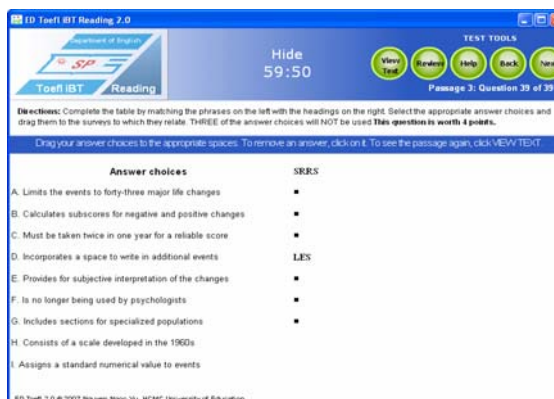 ED Toefl iBT Reading 2.0
Department of English
SP
Toefl iBT Reading
Hide
59:50
TEST TOOLS
View Text
Review
Help
Back
Passage 3: Question 39 of 39
Directions: Complete the table by matching the phrases on the left with the headings on the right. Select the appropriate answer choices and
drag them to the surveys to which they relate. THREE of the answer choices will NOT be used This question is worth 4 points.
Drag your answer choices to the appropriate spaces. To remove an answer, click on it. To see the passage again, click VIEW TEXT.
Answer choices SRRS
A. Limits the events to forty-three major life changes
B. Calculates subscores for negative and positive changes
C. Must be taken twice in one year for a reliable score
D. Incorporates a space to write in additional events LES
E. Provides for subjective interpretation of the changes
F. Is no longer being used by psychologists
G. Includes sections for specialized populations
H. Consists of a scale developed in the 1960s
I. Assigns a standard numerical value to events